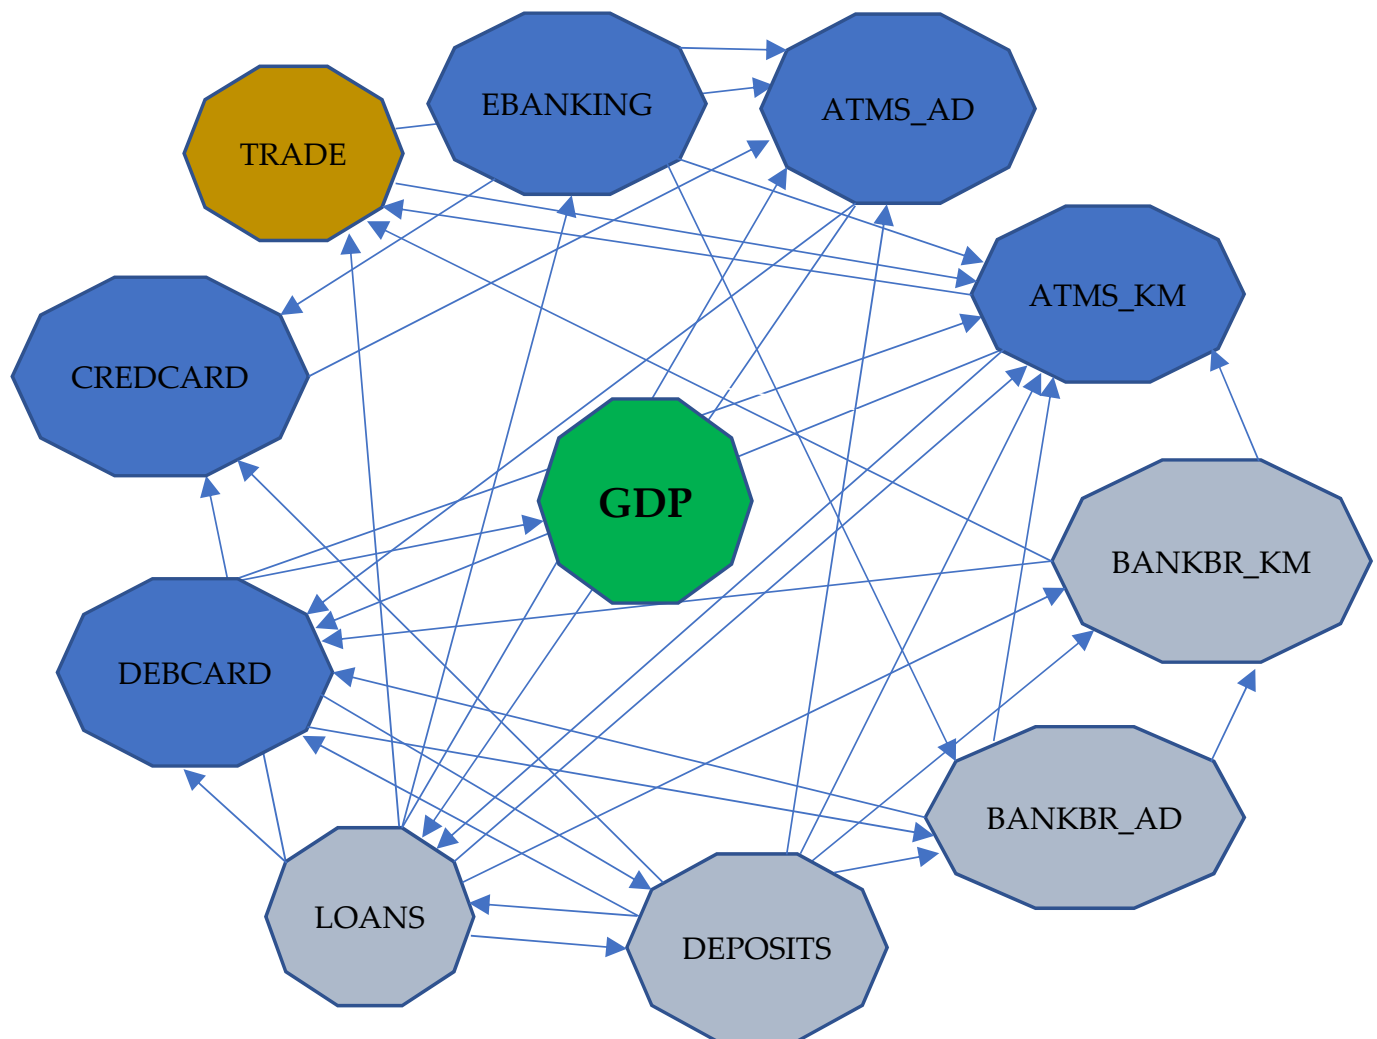 EBANKING
ATMS_AD
TRADE
ATMS_KM
CREDCARD
GDP
BANKBR_KM
DEBCARD
BANKBR_AD
LOANS
DEPOSITS